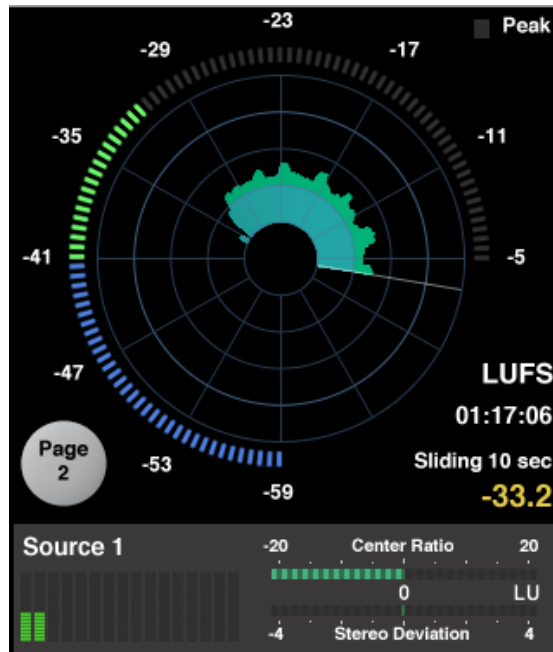 Peak
-23
-29
-17
-35
-11
-41
-5
-47
LUFS
01:17:06
Page
2
-53
Sliding 10 sec
-59
-33.2
Source 1
-20 Center Ratio 20
0 LU
-4 Stereo Deviation 4